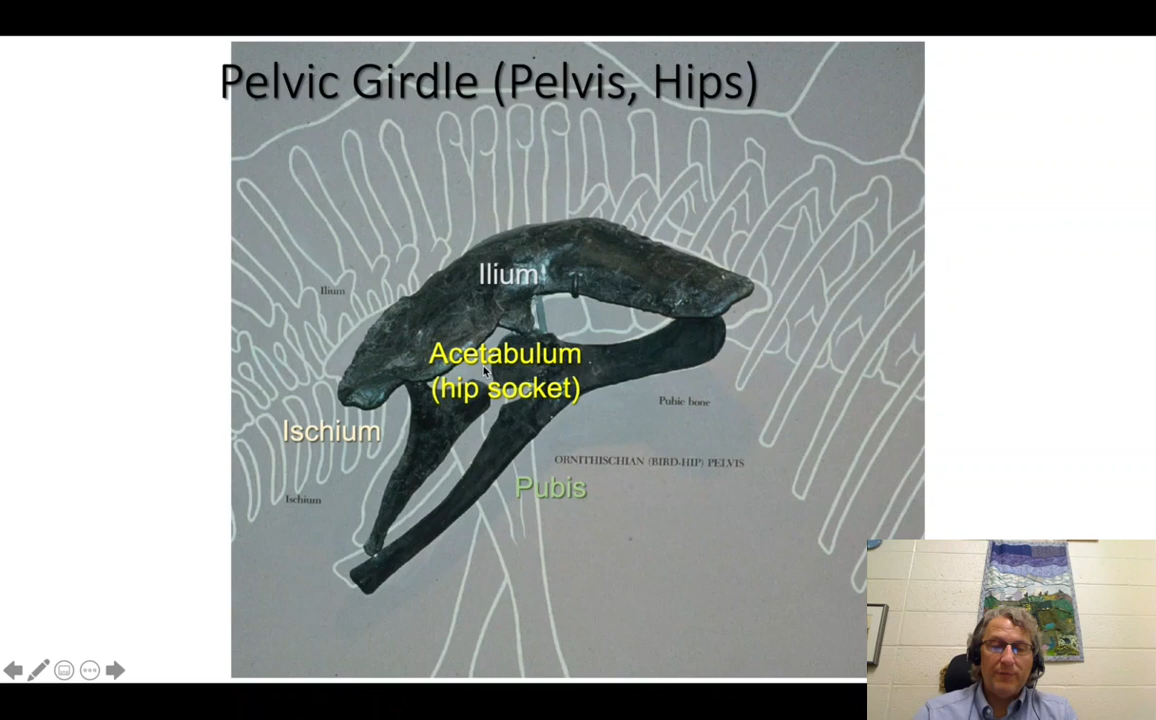 Pelvic Girdle (Pelvis, Hips)
Ilium
Ilium
Acetabulum
(hip socket)
Pubic bone
Ischium
ORNITHISCHIAN (BIRD-HIP) PELVIS
Pubis
Ischium